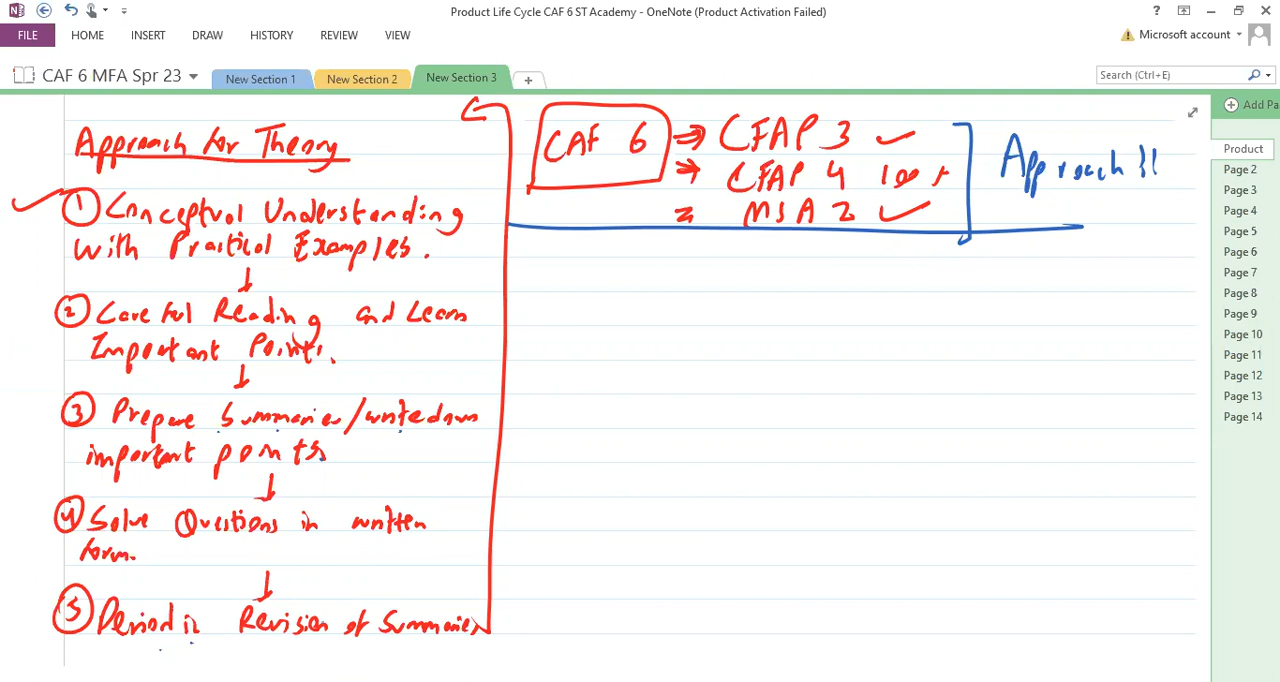 Product Life Cycle CAF 6 ST Academy - OneNote (Product Activation Failed)
FILE HOME INSERT DRAW HISTORY REVIEW VIEW
Microsoft account
CAF 6 MFA Spr 23
New Section 1 New Section 2 New Section 3 +
Search (Ctrl+E)
Add Pa
Product
Page 2
Page 3
Page 4
Page 5
Page 6
Page 7
Page 8
Page 9
Page 10
Page 11
Page 12
Page 13
Page 14
Approach for Theory
① Conceptual Understanding
with Practical Examples.
↓
② Careful Reading and Learn
Important Points.
↓
③ Prepare Summaries/write down
important points
↓
④ Solve Questions in written
form.
↓
⑤ Periodic Revision of Summaries
CAF 6 ⇒ CFAP 3 ✓
⇒ CFAP 4
= MSA 2 ✓
Approach !!